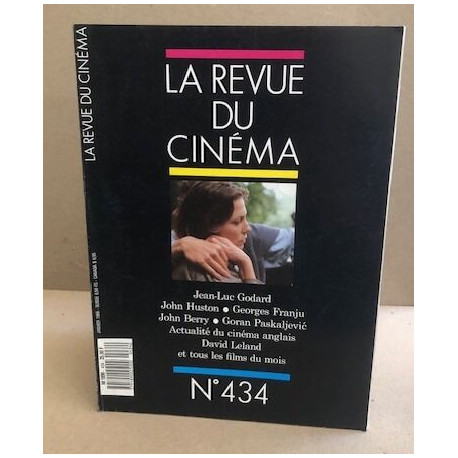 LA REVUE DU CINÉMA
LA REVUE
DU
CINÉMA
Jean-Luc Godard
John Huston • Georges Franju
John Berry • Goran Paskaljević
Actualité du cinéma anglais
David Leland
et tous les films du mois
N°434